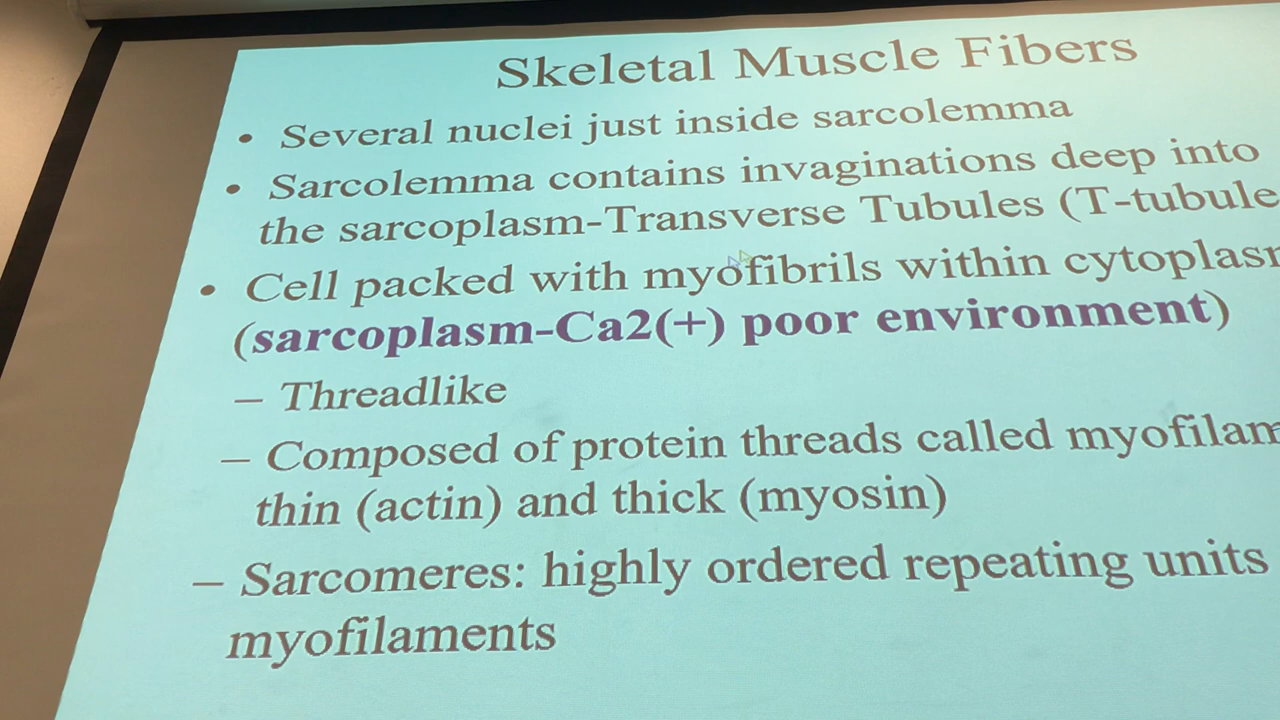 Skeletal Muscle Fibers
• Several nuclei just inside sarcolemma
• Sarcolemma contains invaginations deep into
the sarcoplasm-Transverse Tubules (T-tubule
• Cell packed with myofibrils within cytoplasm
(sarcoplasm-Ca2(+) poor environment)
– Threadlike
– Composed of protein threads called myofilam
thin (actin) and thick (myosin)
– Sarcomeres: highly ordered repeating units
myofilaments